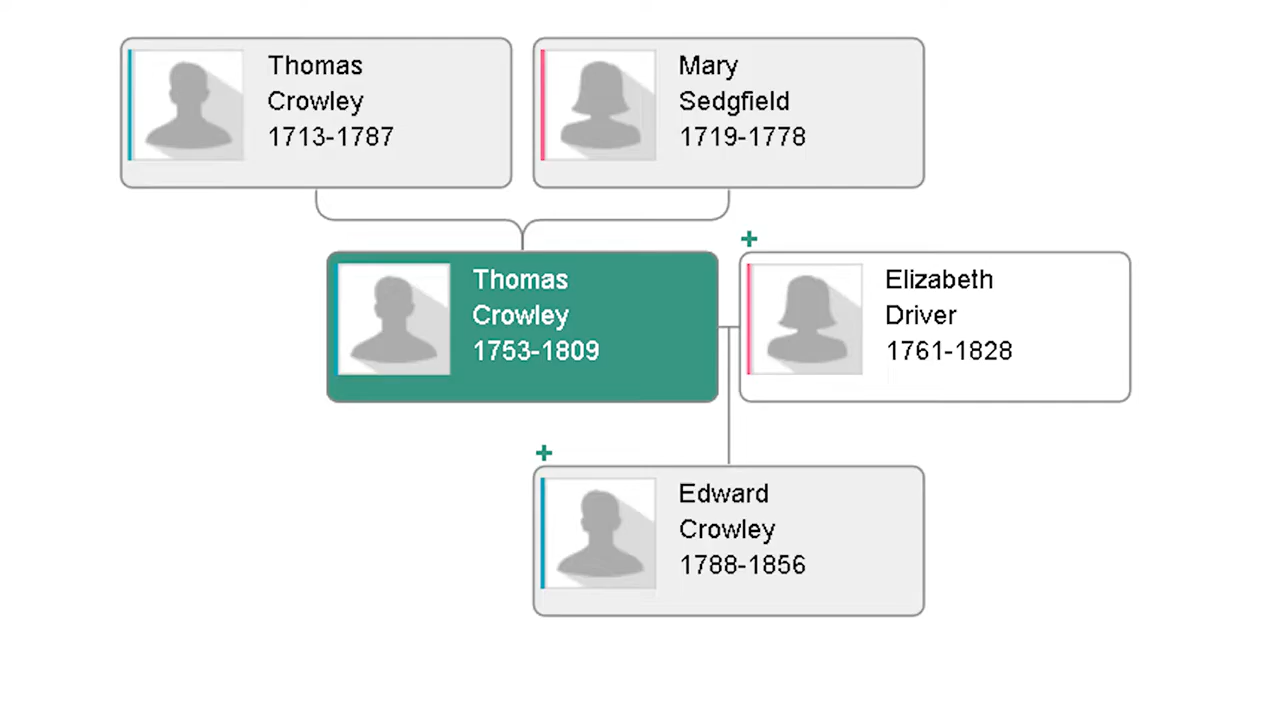 Thomas
Crowley
1713-1787
Mary
Sedgfield
1719-1778
Thomas
Crowley
1753-1809
Elizabeth
Driver
1761-1828
Edward
Crowley
1788-1856